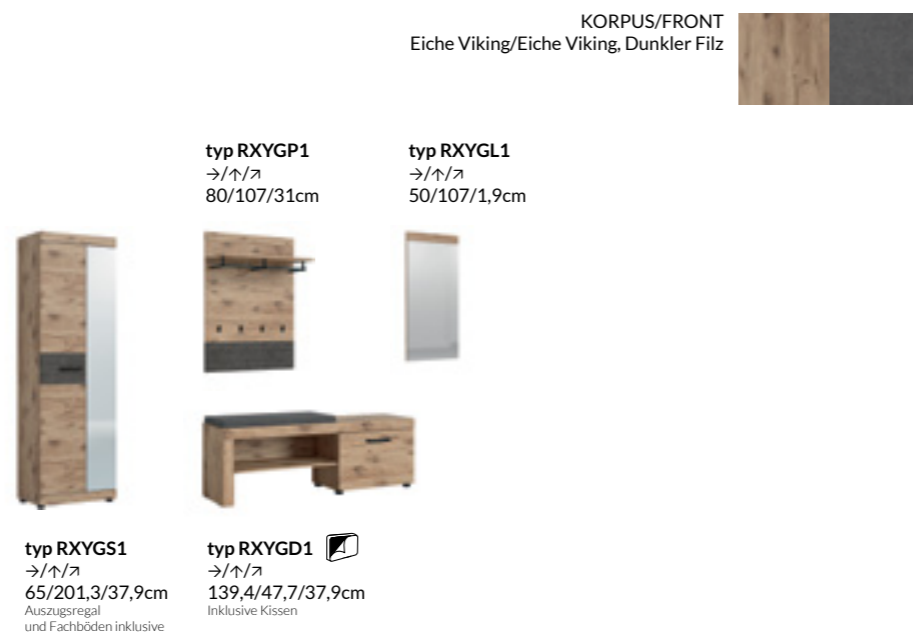 KORPUS/FRONT
Eiche Viking/Eiche Viking, Dunkler Filz
typ RXYGP1
→/↑/↗
80/107/31cm
typ RXYGL1
→/↑/↗
50/107/1,9cm
typ RXYGS1
→/↑/↗
65/201,3/37,9cm
Auszugsregal
und Fachböden inklusive
typ RXYGD1
→/↑/↗
139,4/47,7/37,9cm
Inklusive Kissen